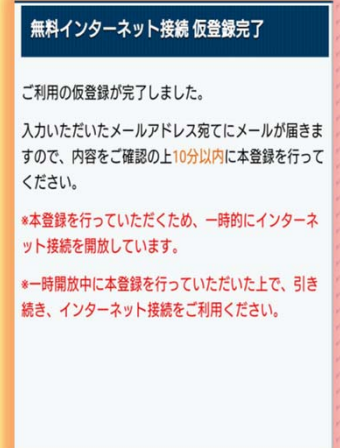 無料インターネット接続 仮登録完了
ご利用の仮登録が完了しました。
入力いただいたメールアドレス宛てにメールが届きま
すので、内容をご確認の上10分以内に本登録を行って
ください。
※本登録を行っていただくため、一時的にインターネ
ット接続を開放しています。
※一時開放中に本登録を行っていただいた上で、引き
続き、インターネット接続をご利用ください。